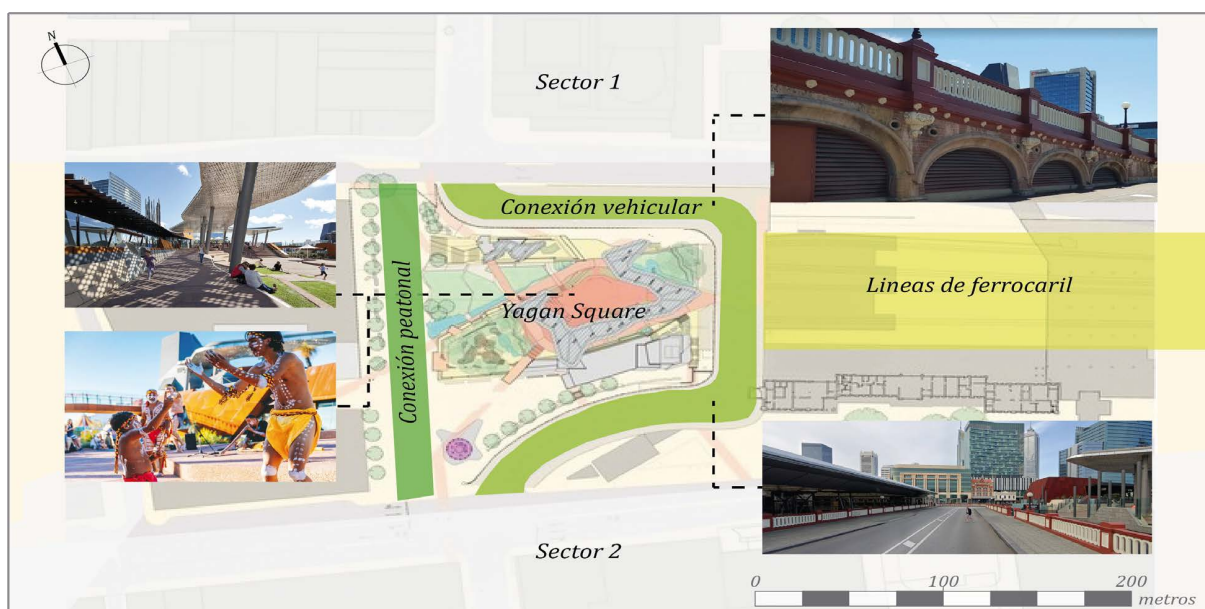 N
Sector 1
Conexión vehicular
Lineas de ferrocaril
Yagan Square
Conexión peatonal
Sector 2
0 100 200
metros